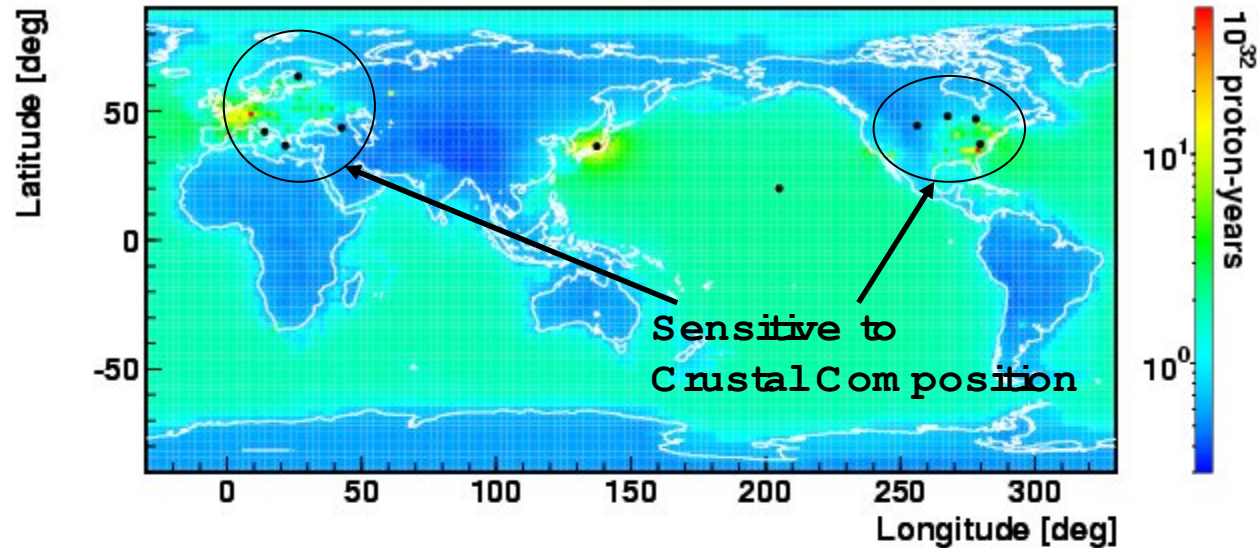 Latitude [deg]
50
0
-50
0 50 100 150 200 250 300
Longitude [deg]
Sensitive to
Crustal Composition
10^1
10^0
10^32 proton-years